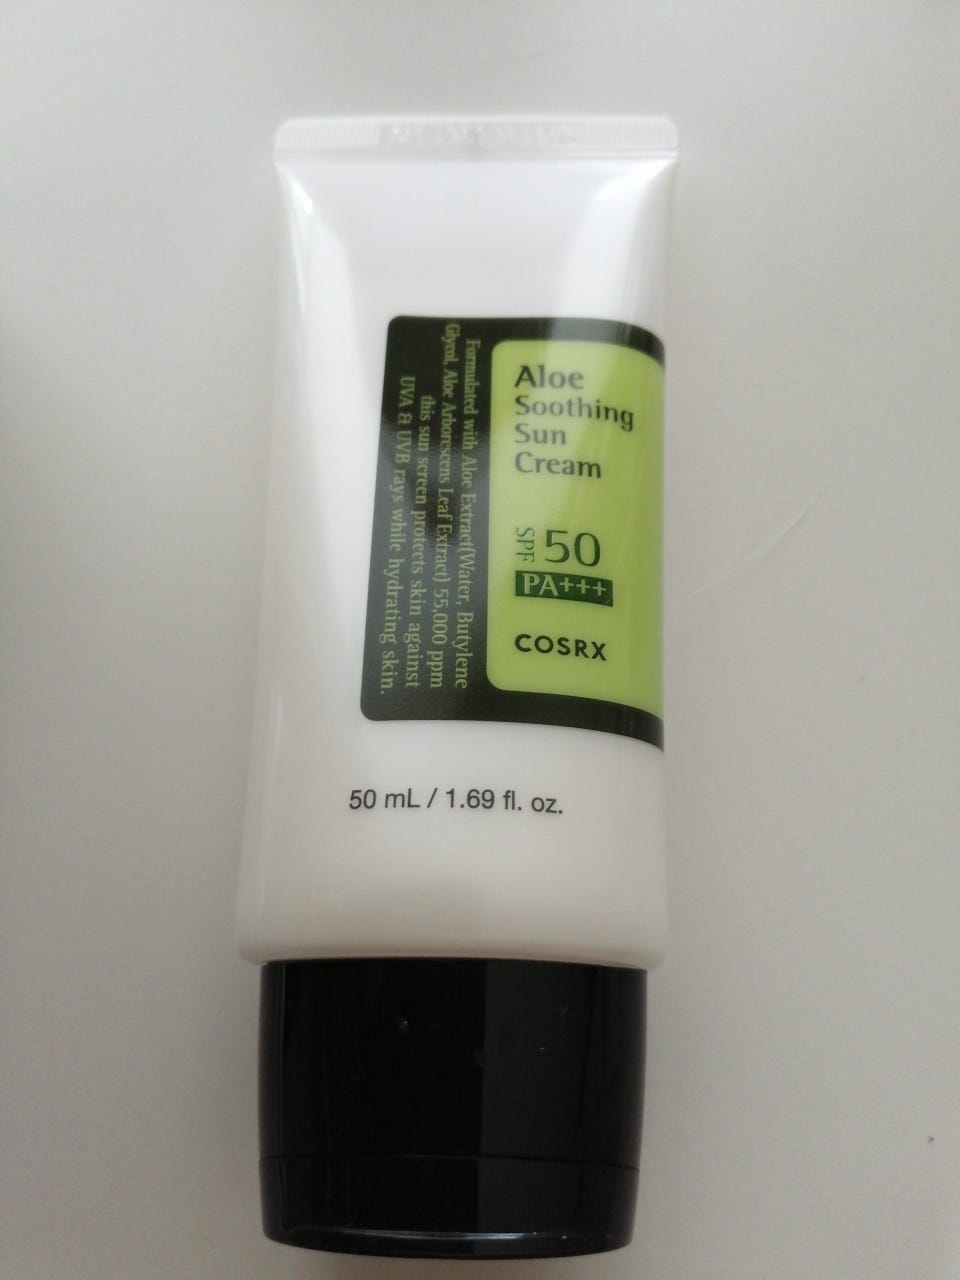 Aloe
Soothing
Sun
Cream
SPF 50
PA+++
COSRX
Formulated with Aloe Extract(Water, Butylene
Glycol, Aloe Arborescens Leaf Extract) 55,000 ppm
this sun screen protects skin against
UVA & UVB rays while hydrating skin.
50 mL / 1.69 fl. oz.